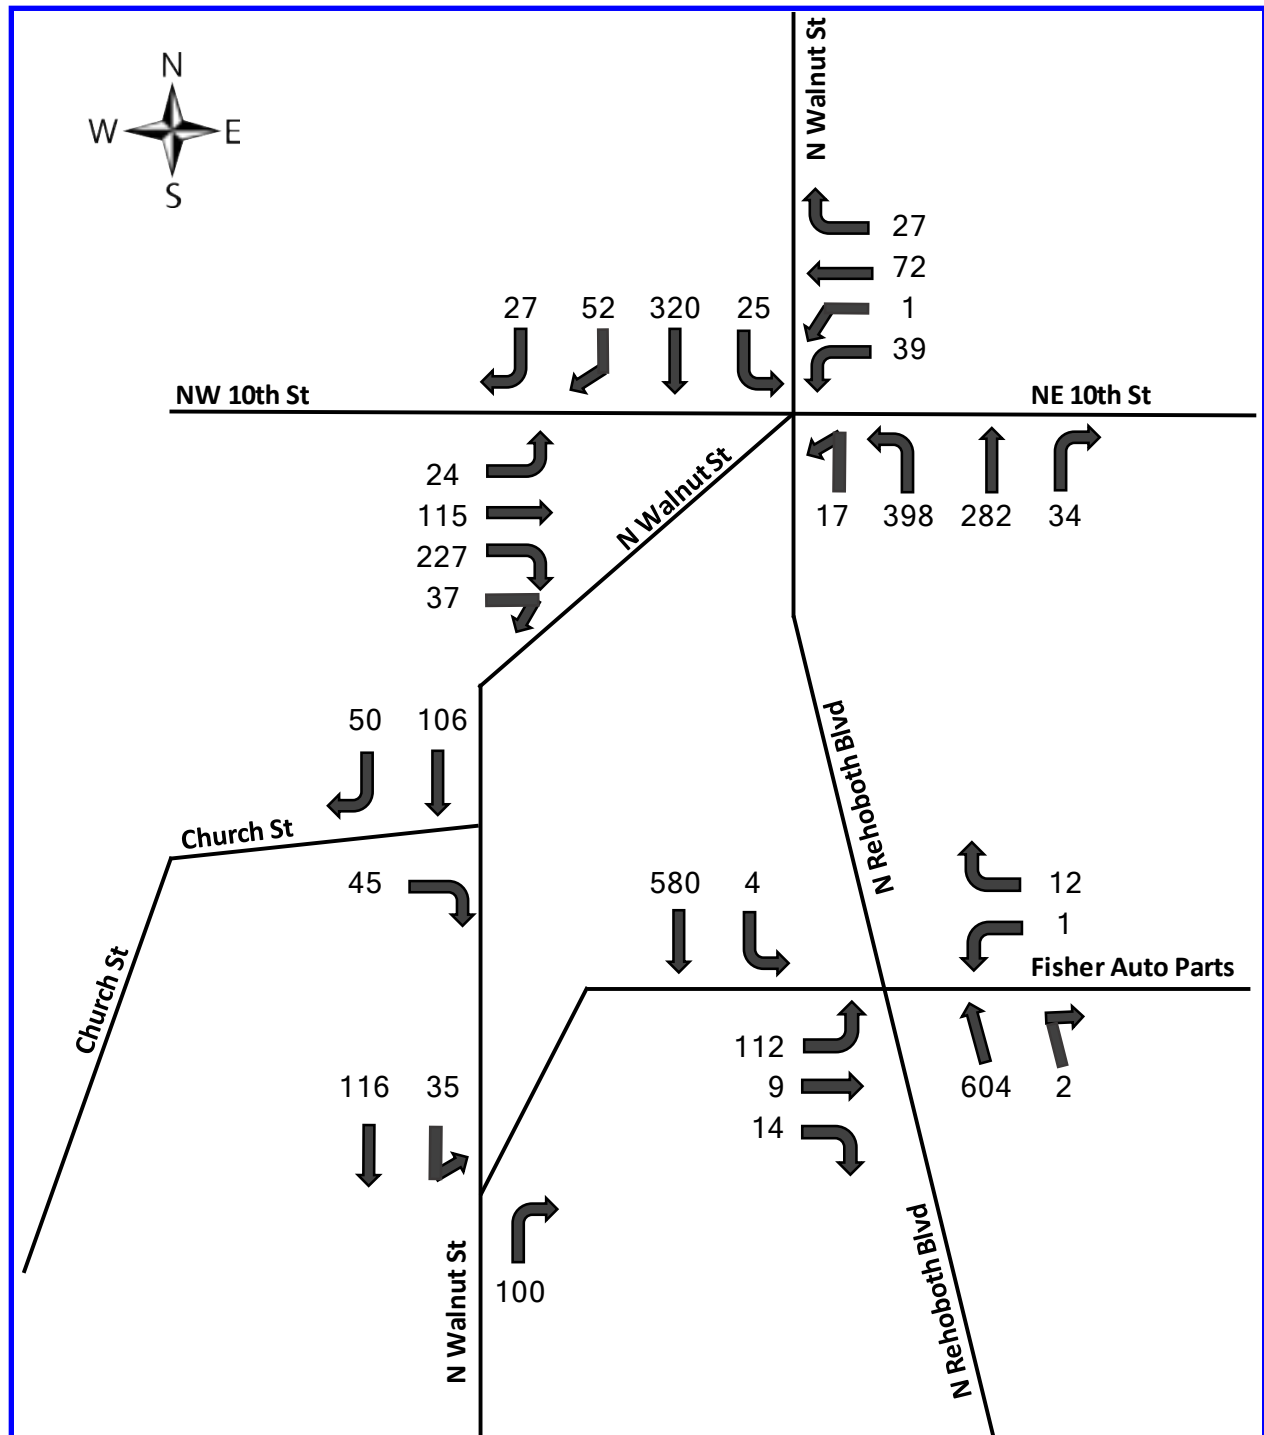 N Walnut St
N
W E
S
27
72
27 52 320 25 1
39
NW 10th St NE 10th St
24
115
227
37
N Walnut St
17 398 282 34
50 106
N Rehoboth Blvd
Church St
45
580 4
12
1
Fisher Auto Parts
Church St
112
9
14
604 2
116 35
N Walnut St
100
N Rehoboth Blvd